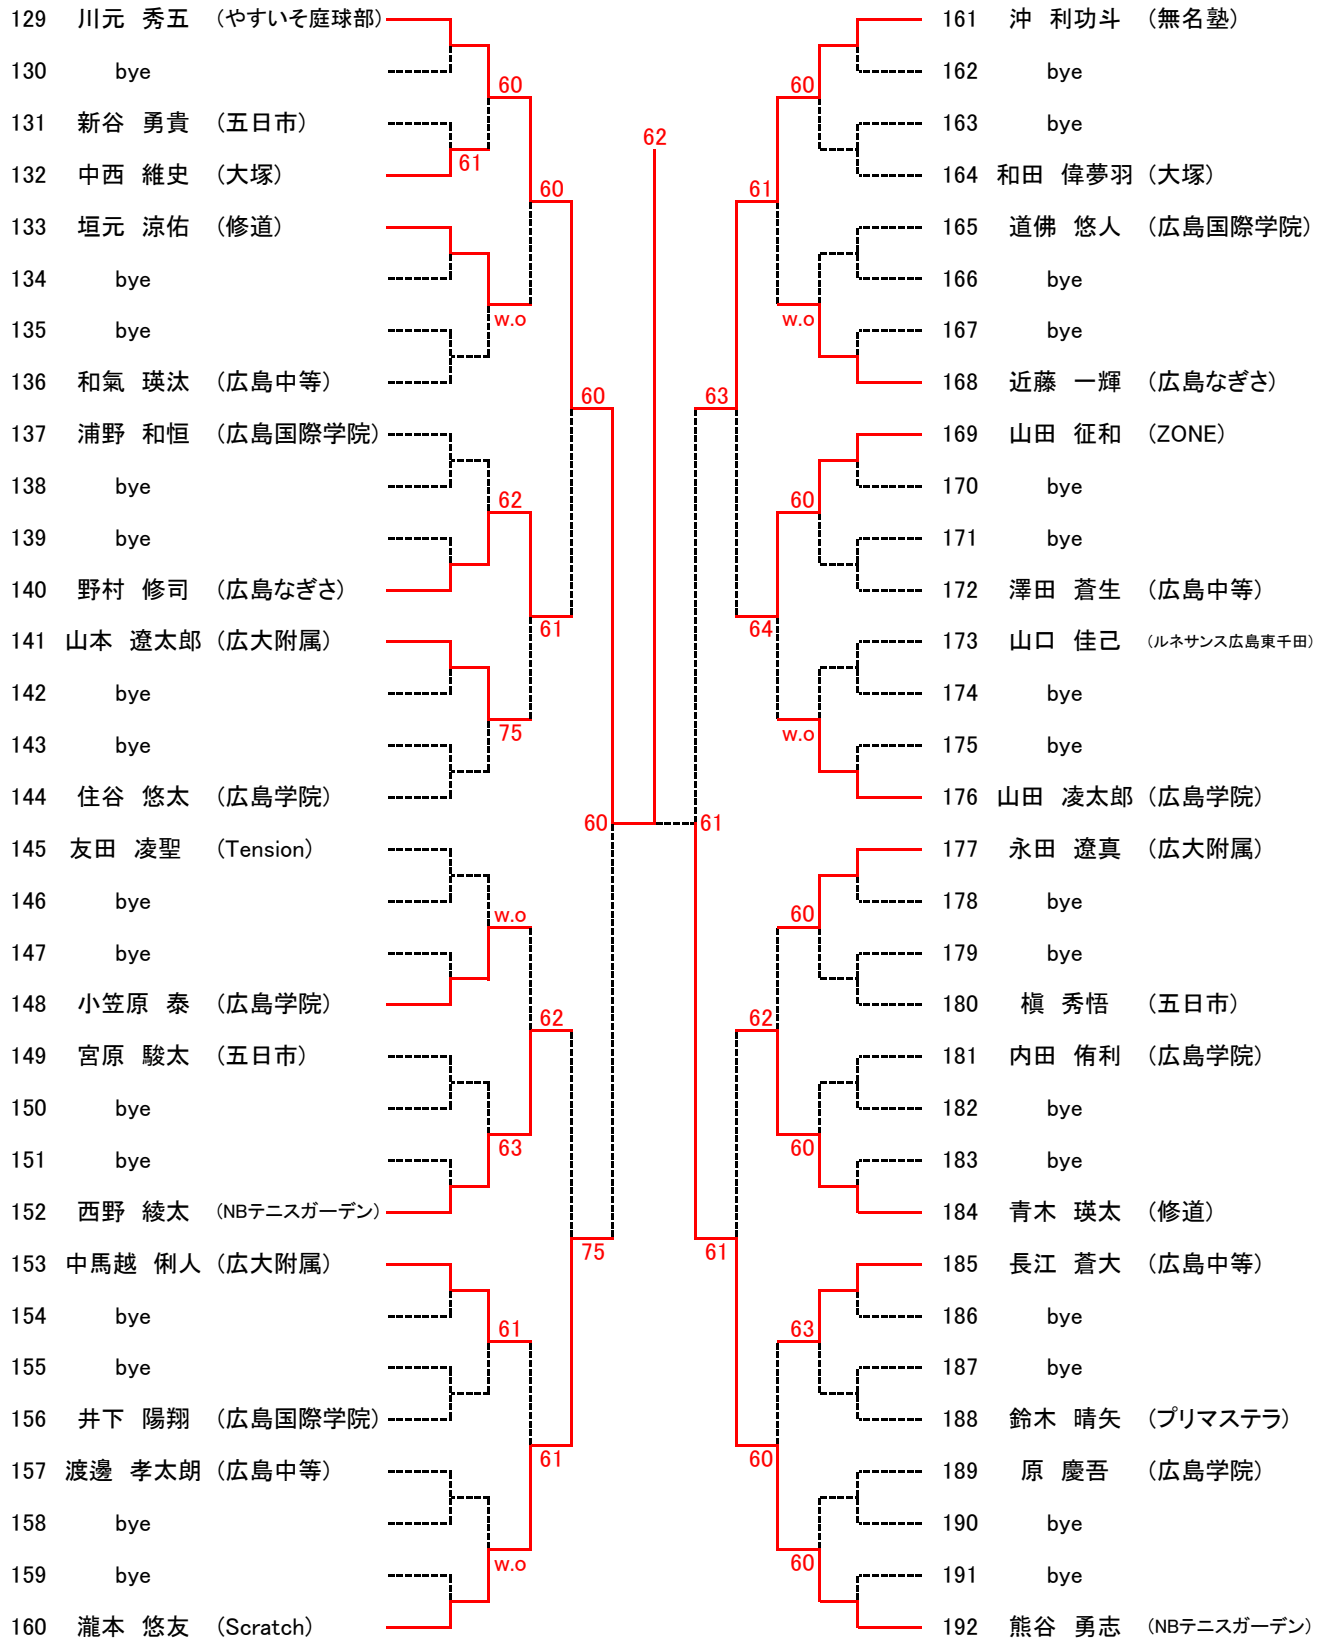 129 川元 秀五 (やすいそ庭球部)
130 bye
131 新谷 勇貴 (五日市)
132 中西 維史 (大塚)
133 垣元 涼佑 (修道)
134 bye
135 bye
136 和氣 瑛汰 (広島中等)
137 浦野 和恒 (広島国際学院)
138 bye
139 bye
140 野村 修司 (広島なぎさ)
141 山本 遼太郎 (広大附属)
142 bye
143 bye
144 住谷 悠太 (広島学院)
145 友田 凌聖 (Tension)
146 bye
147 bye
148 小笠原 泰 (広島学院)
149 宮原 駿太 (五日市)
150 bye
151 bye
152 西野 綾太 (NBテニスガーデン)
153 中馬越 俐人 (広大附属)
154 bye
155 bye
156 井下 陽翔 (広島国際学院)
157 渡邊 孝太朗 (広島中等)
158 bye
159 bye
160 瀧本 悠友 (Scratch)
60
61
60
w.o
60
62
61
75
60
w.o
62
63
75
61
61
w.o
62
60
61
w.o
63
60
64
w.o
61
60
62
60
61
63
60
60
161 沖 利功斗 (無名塾)
162 bye
163 bye
164 和田 偉夢羽 (大塚)
165 道佛 悠人 (広島国際学院)
166 bye
167 bye
168 近藤 一輝 (広島なぎさ)
169 山田 征和 (ZONE)
170 bye
171 bye
172 澤田 蒼生 (広島中等)
173 山口 佳己 (ルネサンス広島東千田)
174 bye
175 bye
176 山田 凌太郎 (広島学院)
177 永田 遼真 (広大附属)
178 bye
179 bye
180 槇 秀悟 (五日市)
181 内田 侑利 (広島学院)
182 bye
183 bye
184 青木 瑛太 (修道)
185 長江 蒼大 (広島中等)
186 bye
187 bye
188 鈴木 晴矢 (プリマステラ)
189 原 慶吾 (広島学院)
190 bye
191 bye
192 熊谷 勇志 (NBテニスガーデン)